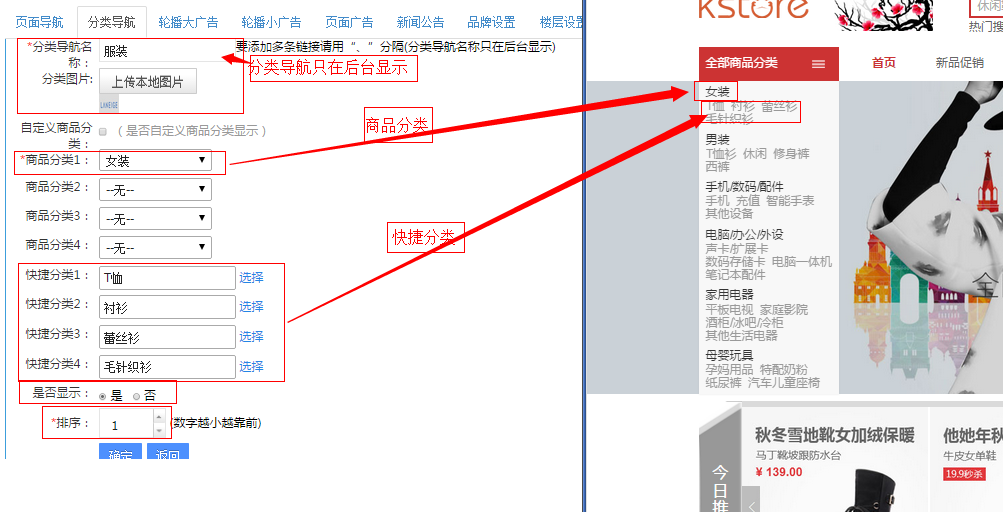 页面导航 分类导航 轮播大广告 轮播小广告 页面广告 新闻公告 品牌设置 楼层设置
*分类导航名称： 服装 要添加多条链接请用“、”分隔(分类导航名称只在后台显示)
分类导航只在后台显示
分类图片: 上传本地图片
LANEIGE
自定义商品分类： （是否自定义商品分类显示）
商品分类
*商品分类1： 女装
商品分类2： --无--
商品分类3： --无--
商品分类4： --无--
快捷分类
快捷分类1： T恤 选择
快捷分类2： 衬衫 选择
快捷分类3： 蕾丝衫 选择
快捷分类4： 毛针织衫 选择
是否显示： 是 否
*排序： 1 (数字越小越靠前)
确定 返回
kstore
休闲
热门搜
全部商品分类 首页 新品促销
女装
T恤 衬衫 蕾丝衫
毛针织衫
男装
T恤衫 休闲 修身裤
西裤
手机/数码/配件
手机 充值 智能手表
其他设备
电脑/办公/外设
声卡/扩展卡
数码存储卡 电脑一体机
笔记本配件
家用电器
平板电视 家庭影院
酒柜/冰吧/冷柜
其他生活电器
母婴玩具
孕妈用品 特配奶粉
纸尿裤 汽车儿童座椅
全
今日推
秋冬雪地靴女加绒保暖
马丁靴坡跟防水台
¥ 139.00
他她年秋
牛皮女单鞋
19.9秒杀